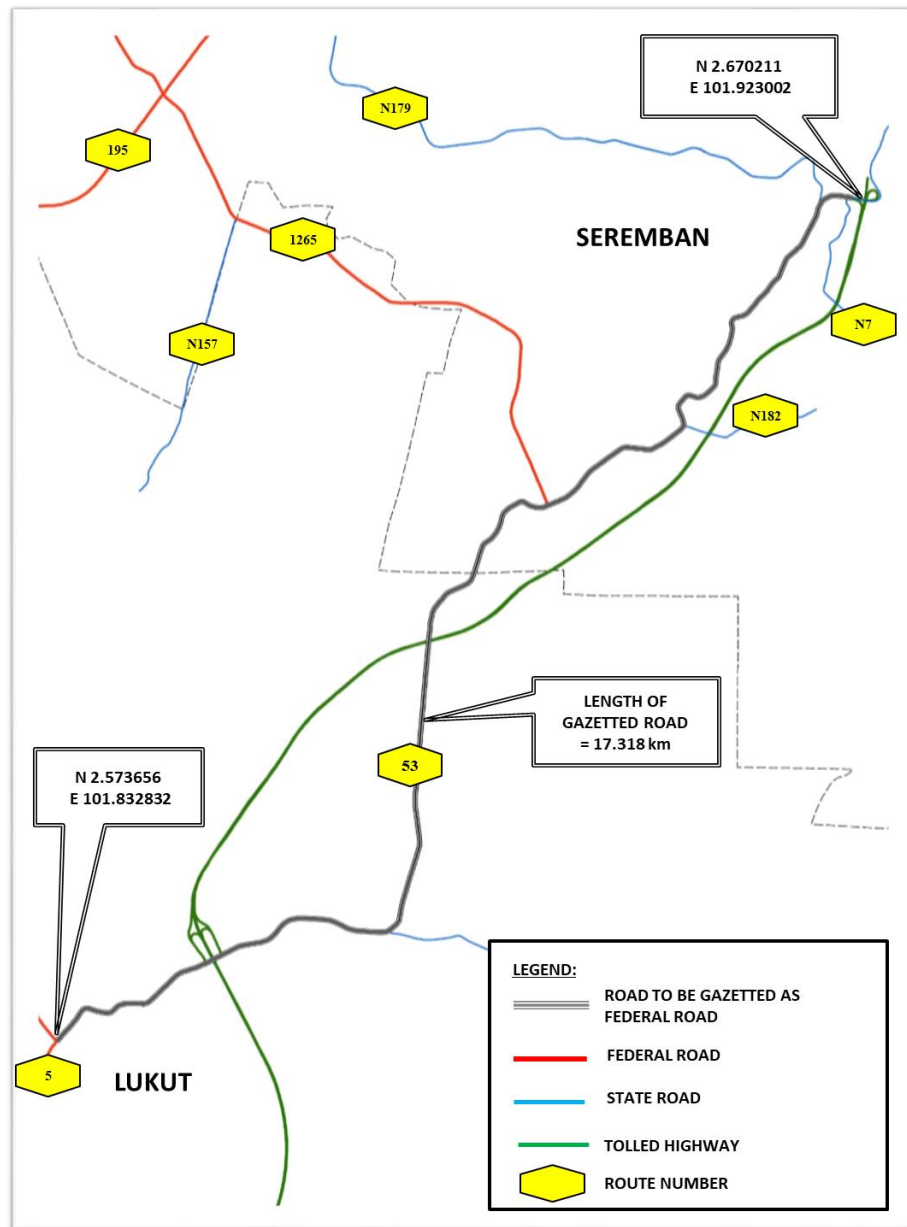 N 2.670211
E 101.923002
N179
195
SEREMBAN
1265
N7
N157
N182
LENGTH OF
GAZETTED ROAD
= 17.318 km
53
N 2.573656
E 101.832832
5
LUKUT
LEGEND:
ROAD TO BE GAZETTED AS
FEDERAL ROAD
FEDERAL ROAD
STATE ROAD
TOLLED HIGHWAY
ROUTE NUMBER